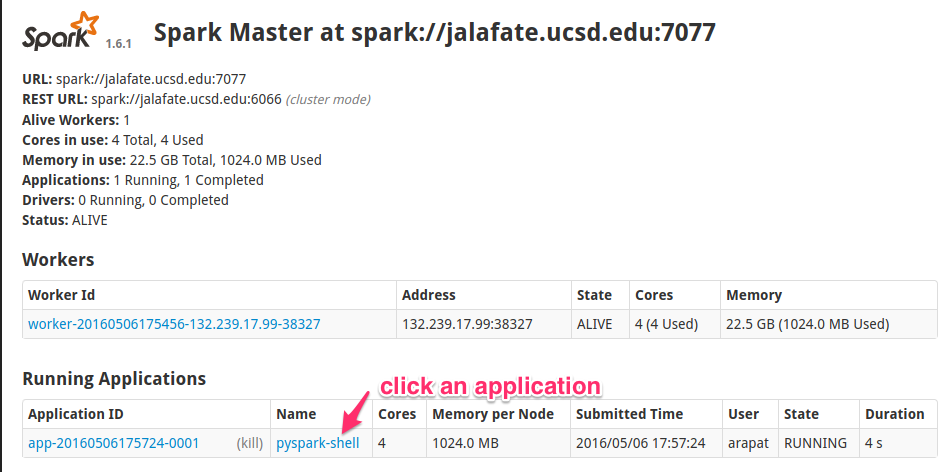 Spark 1.6.1 Spark Master at spark://jalafate.ucsd.edu:7077
URL: spark://jalafate.ucsd.edu:7077
REST URL: spark://jalafate.ucsd.edu:6066 (cluster mode)
Alive Workers: 1
Cores in use: 4 Total, 4 Used
Memory in use: 22.5 GB Total, 1024.0 MB Used
Applications: 1 Running, 1 Completed
Drivers: 0 Running, 0 Completed
Status: ALIVE
Workers
Worker Id Address State Cores Memory
worker-20160506175456-132.239.17.99-38327 132.239.17.99:38327 ALIVE 4 (4 Used) 22.5 GB (1024.0 MB Used)
Running Applications
click an application
Application ID Name Cores Memory per Node Submitted Time User State Duration
app-20160506175724-0001 (kill) pyspark-shell 4 1024.0 MB 2016/05/06 17:57:24 arapat RUNNING 4 s